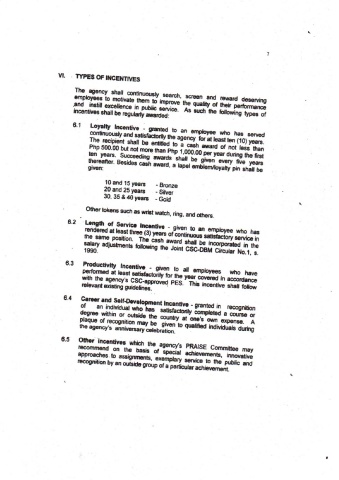 7
VI. TYPES OF INCENTIVES
The agency shall continuously search, screen and reward deserving
employees to motivate them to improve the quality of their performance
and instill excellence in public service. As such the following types of
incentives shall be regularly awarded:
6.1 Loyalty Incentive - granted to an employee who has served
continuously and satisfactorily the agency for at least ten (10) years.
The recipient shall be entitled to a cash award of not less than
Php 500.00 but not more than Php 1,000.00 per year during the first
ten years. Succeeding awards shall be given every five years
thereafter. Besides cash award, a lapel emblem/loyalty pin shall be
given:
10 and 15 years - Bronze
20 and 25 years - Silver
30, 35 & 40 years - Gold
Other tokens such as wrist watch, ring, and others.
6.2 Length of Service Incentive - given to an employee who has
rendered at least three (3) years of continuous satisfactory service in
the same position. The cash award shall be incorporated in the
salary adjustments following the Joint CSC-DBM Circular No.1, s.
1990.
6.3 Productivity Incentive - given to all employees who have
performed at least satisfactorily for the year covered in accordance
with the agency's CSC-approved PES. This incentive shall follow
relevant existing guidelines.
6.4 Career and Self-Development Incentive - granted in recognition
of an individual who has satisfactorily completed a course or
degree within or outside the country at one's own expense. A
plaque of recognition may be given to qualified individuals during
the agency's anniversary celebration.
6.5 Other Incentives which the agency's PRAISE Committee may
recommend on the basis of special achievements, innovative
approaches to assignments, exemplary service to the public and
recognition by an outside group of a particular achievement.